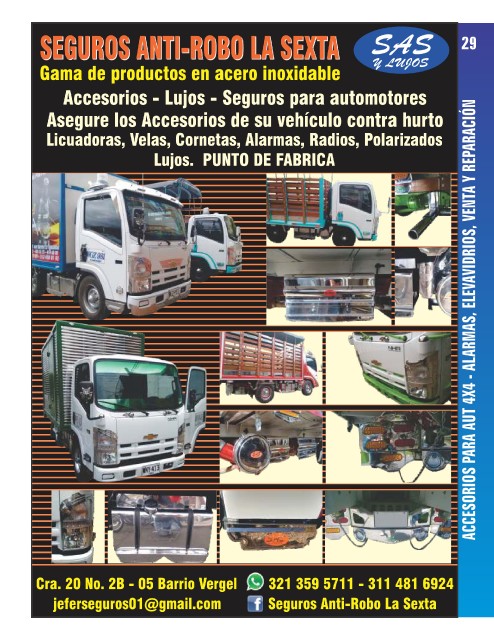 SEGUROS ANTI-ROBO LA SEXTA
SAS
Y LUJOS
Gama de productos en acero inoxidable
Accesorios - Lujos - Seguros para automotores
Asegure los Accesorios de su vehículo contra hurto
Licuadoras, Velas, Cornetas, Alarmas, Radios, Polarizados
Lujos. PUNTO DE FABRICA
Cra. 20 No. 2B - 05 Barrio Vergel 321 359 5711 - 311 481 6924
jeferseguros01@gmail.com Seguros Anti-Robo La Sexta
29
ACCESORIOS PARA AUT 4X4 - ALARMAS, ELEVAVIDRIOS, VENTA Y REPARACIÓN